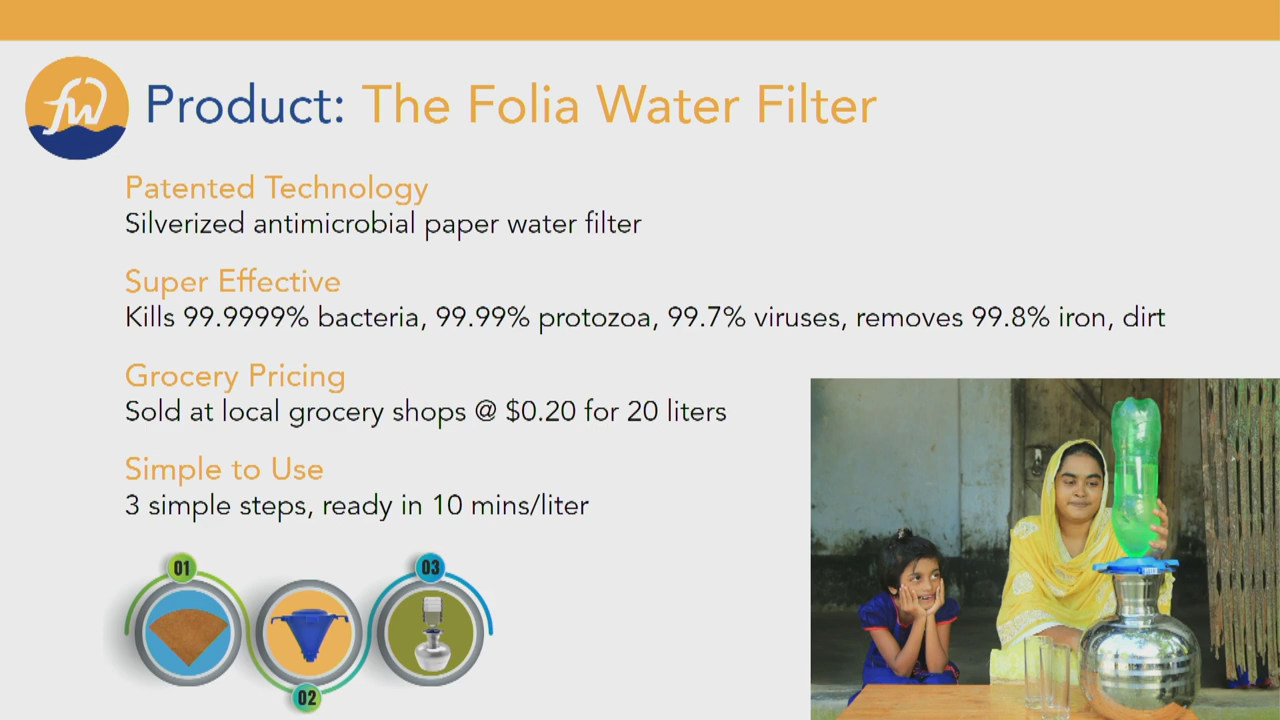 fw
Product: The Folia Water Filter
Patented Technology
Silverized antimicrobial paper water filter
Super Effective
Kills 99.9999% bacteria, 99.99% protozoa, 99.7% viruses, removes 99.8% iron, dirt
Grocery Pricing
Sold at local grocery shops @ $0.20 for 20 liters
Simple to Use
3 simple steps, ready in 10 mins/liter
01
02
03